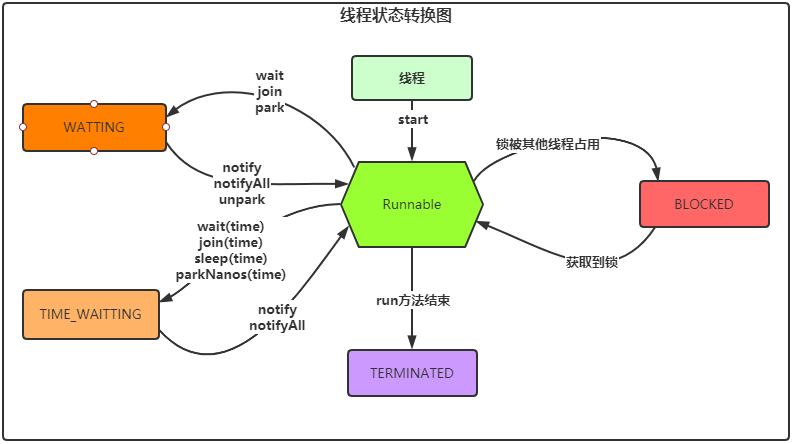 线程状态转换图
线程
start
wait
join
park
WATTING
notify
notifyAll
unpark
Runnable
锁被其他线程占用
BLOCKED
获取到锁
wait(time)
join(time)
sleep(time)
parkNanos(time)
TIME_WAITTING
notify
notifyAll
run方法结束
TERMINATED